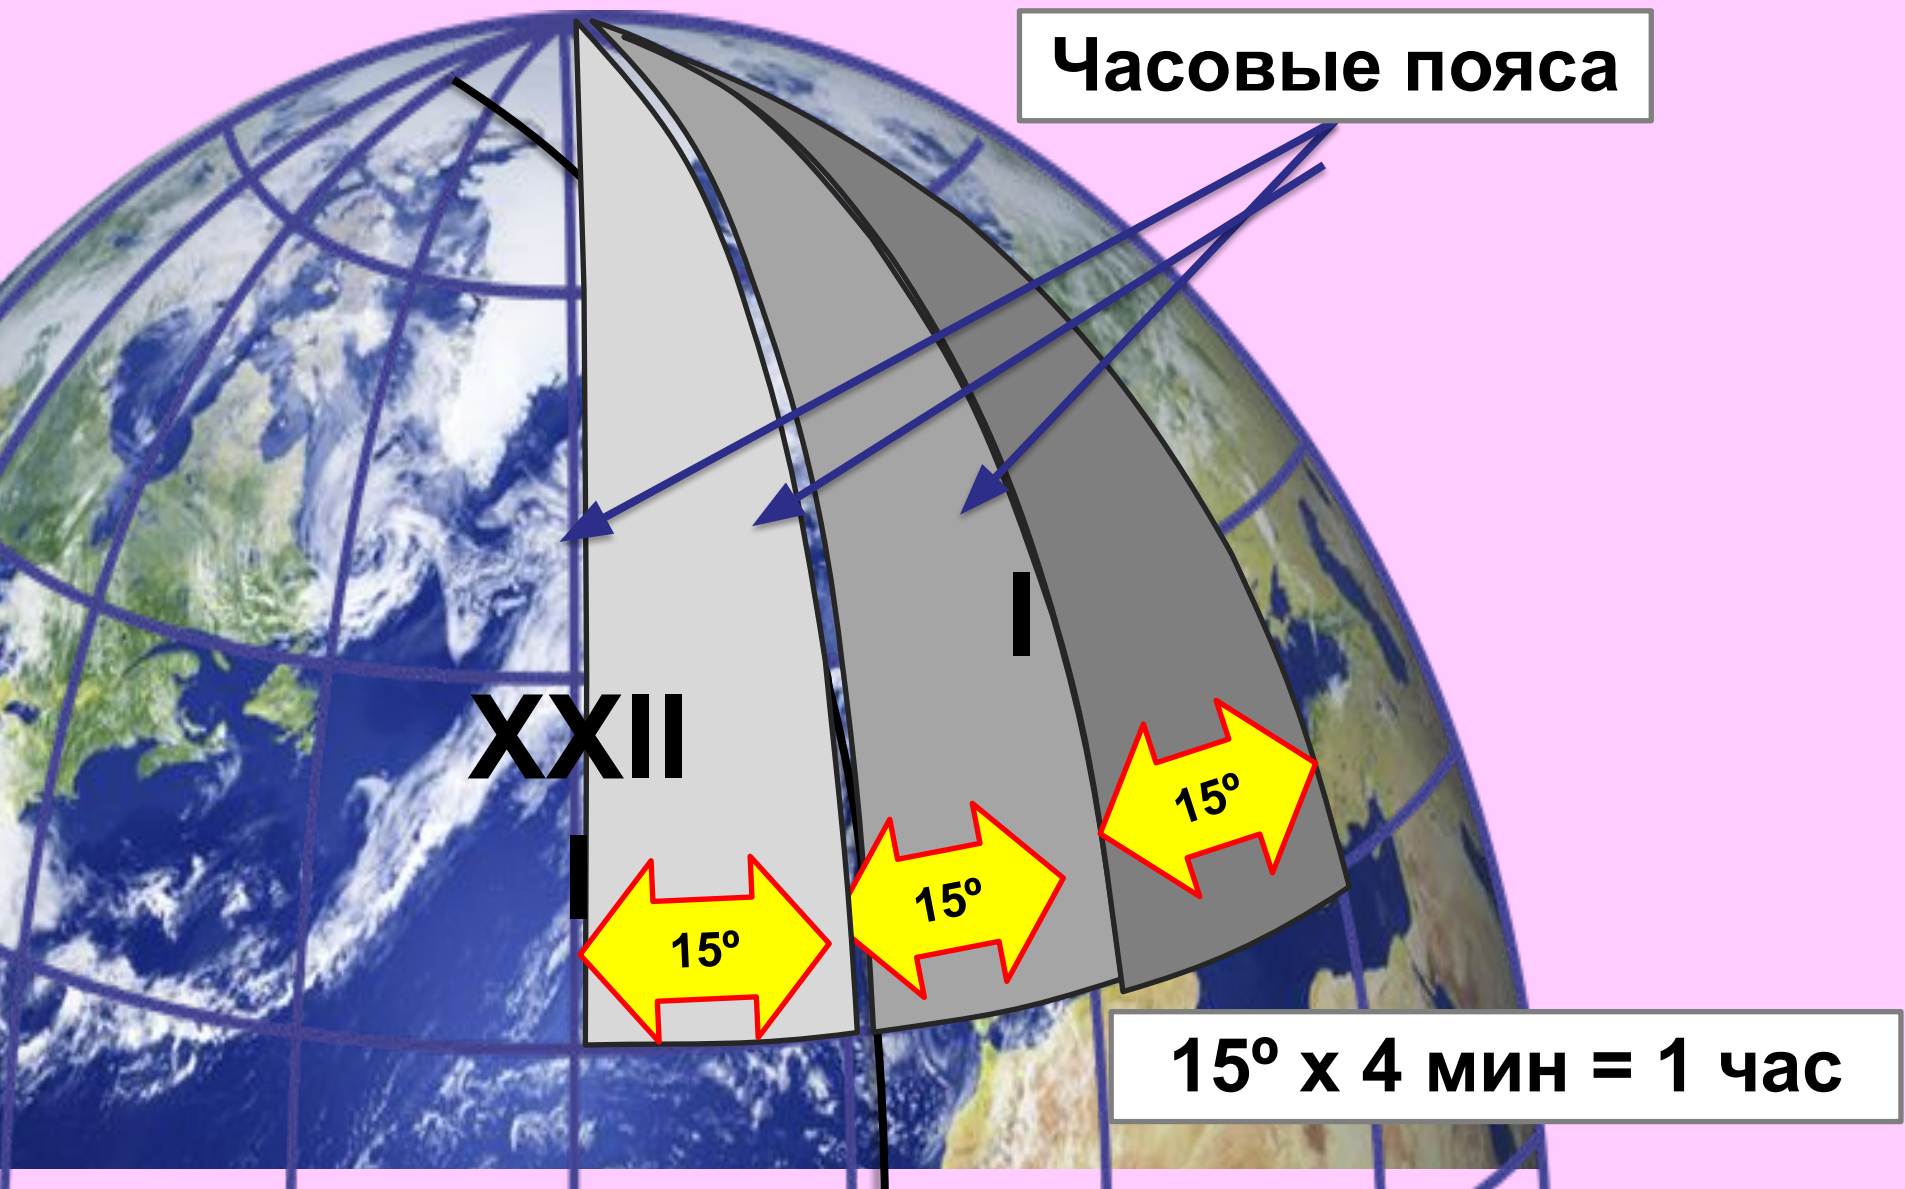 Часовые пояса
I
XXII
I
15º
15º
15º
15º x 4 мин = 1 час